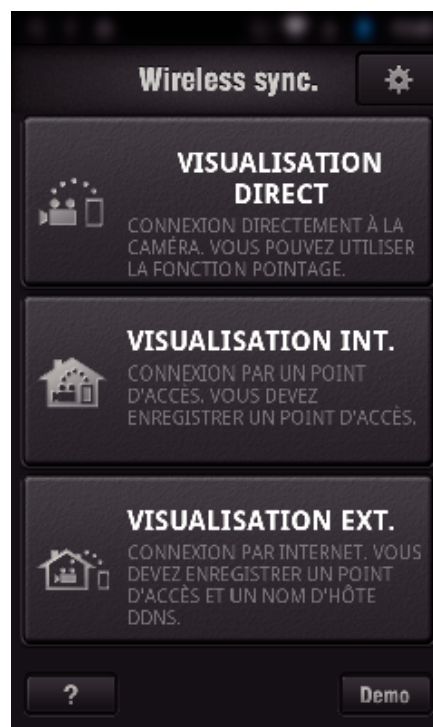 Wireless sync.
VISUALISATION
DIRECT
CONNEXION DIRECTEMENT À LA
CAMÉRA. VOUS POUVEZ UTILISER
LA FONCTION POINTAGE.
VISUALISATION INT.
CONNEXION PAR UN POINT
D'ACCÈS. VOUS DEVEZ
ENREGISTRER UN POINT D'ACCÈS.
VISUALISATION EXT.
CONNEXION PAR INTERNET. VOUS
DEVEZ ENREGISTRER UN POINT
D'ACCÈS ET UN NOM D'HÔTE
DDNS.
?
Demo